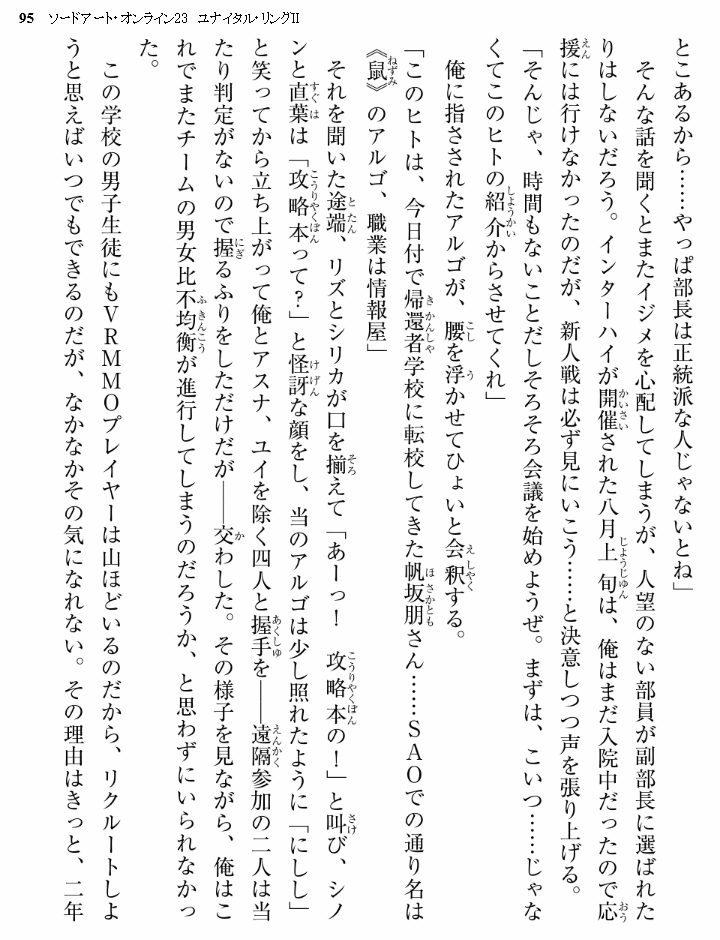 95　ソードアート・オンライン23　ユナイタル・リングⅡ
とこあるから……やっぱ部長は正統派な人じゃないとね」
　そんな話を聞くとまたイジメを心配してしまうが、人望のない部員が副部長に選ばれた
りはしないだろう。インターハイが開催された八月上旬は、俺はまだ入院中だったので応
援には行けなかったのだが、新人戦は必ず見にいこう……と決意しつつ声を張り上げる。
「そんじゃ、時間もないことだしそろそろ会議を始めようぜ。まずは、こいつ……じゃな
くてこのヒトの紹介からさせてくれ」
　俺に指さされたアルゴが、腰を浮かせてひょいと会釈する。
「このヒトは、今日付で帰還者学校に転校してきた帆坂朋さん……ＳＡＯでの通り名は
《鼠》のアルゴ、職業は情報屋」
　それを聞いた途端、リズとシリカが口を揃えて「あーっ！　攻略本の！」と叫び、シノ
ンと直葉は「攻略本って？」と怪訝な顔をし、当のアルゴは少し照れたように「にしし」
と笑ってから立ち上がって俺とアスナ、ユイを除く四人と握手を――遠隔参加の二人は当
たり判定がないので握るふりをしただけだが――交わした。その様子を見ながら、俺はこ
れでまたチームの男女比不均衡が進行してしまうのだろうか、と思わずにいられなかっ
た。
　この学校の男子生徒にもＶＲＭＭＯプレイヤーは山ほどいるのだから、リクルートしよ
うと思えばいつでもできるのだが、なかなかその気になれない。その理由はきっと、二年